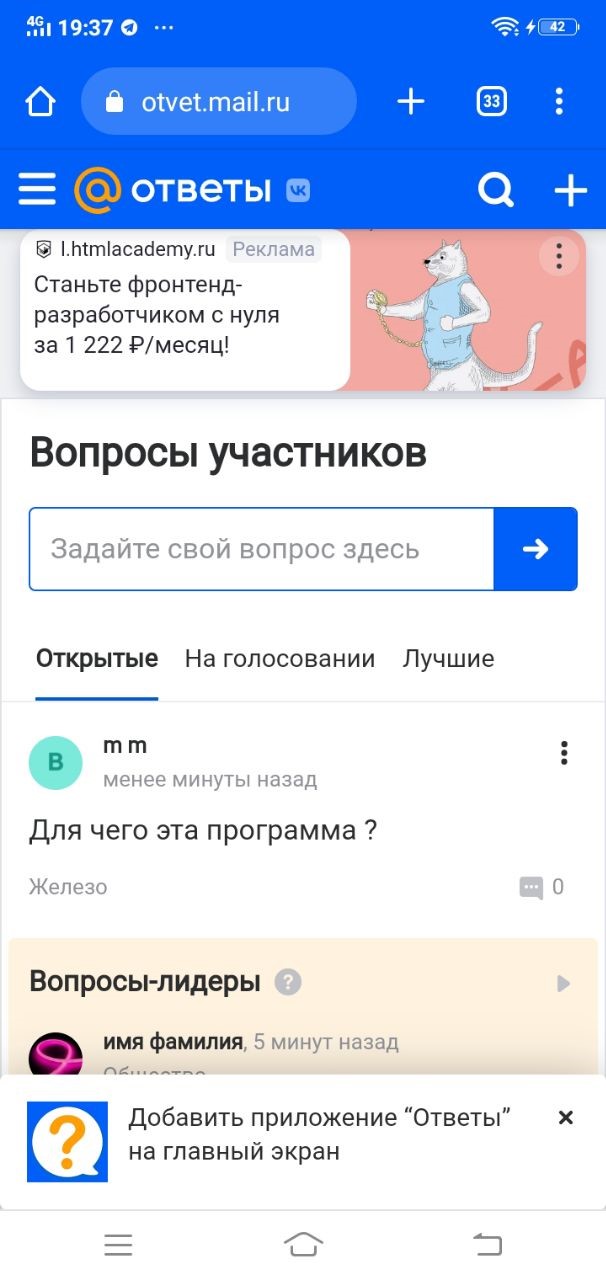 4G 19:37 ... 42
otvet.mail.ru 33
@ ответы VK
l.htmlacademy.ru Реклама
Станьте фронтенд-
разработчиком с нуля
за 1 222 ₽/месяц!
Вопросы участников
Задайте свой вопрос здесь
Открытые На голосовании Лучшие
B m m
менее минуты назад
Для чего эта программа ?
Железо 0
Вопросы-лидеры ?
имя фамилия, 5 минут назад
Общество
Добавить приложение “Ответы”
на главный экран